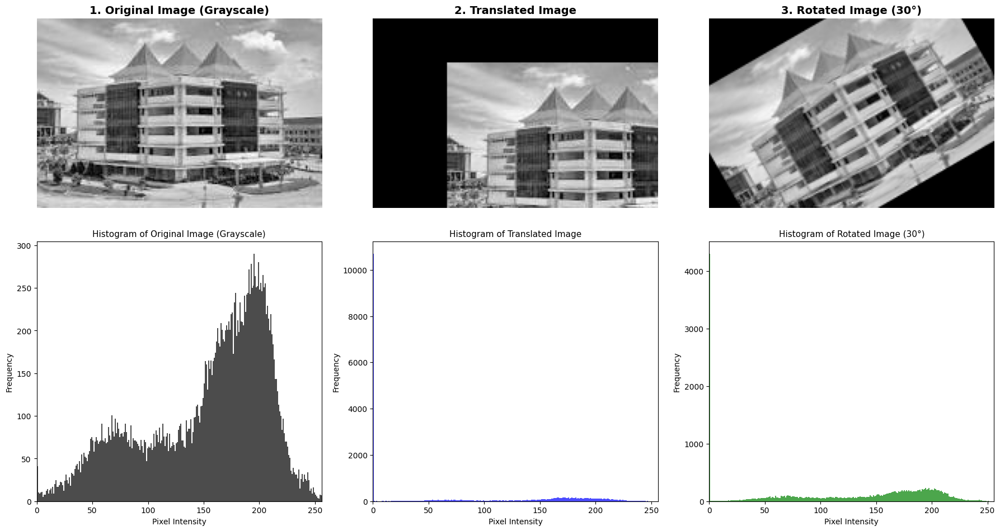 1. Original Image (Grayscale)
2. Translated Image
3. Rotated Image (30°)
Histogram of Original Image (Grayscale)
300
250
200
150
100
50
0
Frequency
0 50 100 150 200 250
Pixel Intensity
Histogram of Translated Image
10000
8000
6000
4000
2000
0
Frequency
0 50 100 150 200 250
Pixel Intensity
Histogram of Rotated Image (30°)
4000
3000
2000
1000
0
Frequency
0 50 100 150 200 250
Pixel Intensity